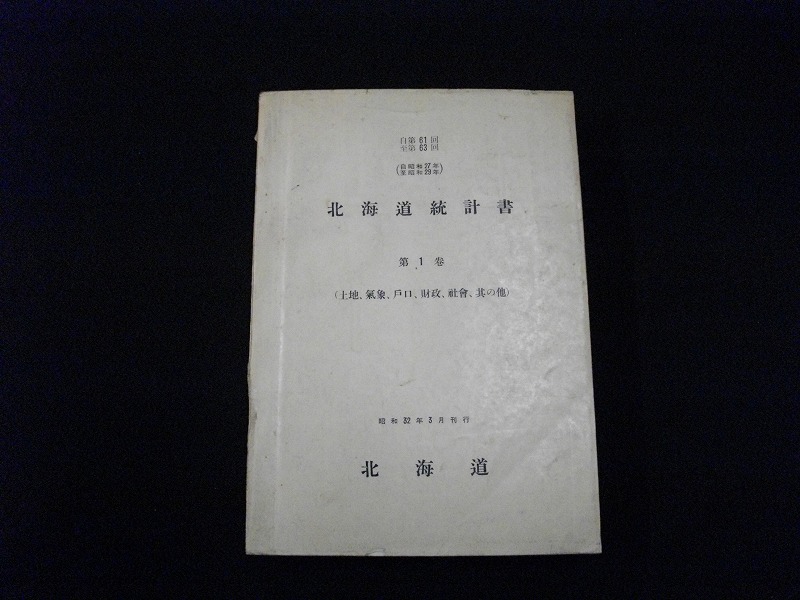 自第61回
至第63回
(自昭和27年
至昭和29年)
北海道統計書
第1卷
(土地、氣象、戶口、財政、社會、其の他)
昭和32年3月刊行
北海道